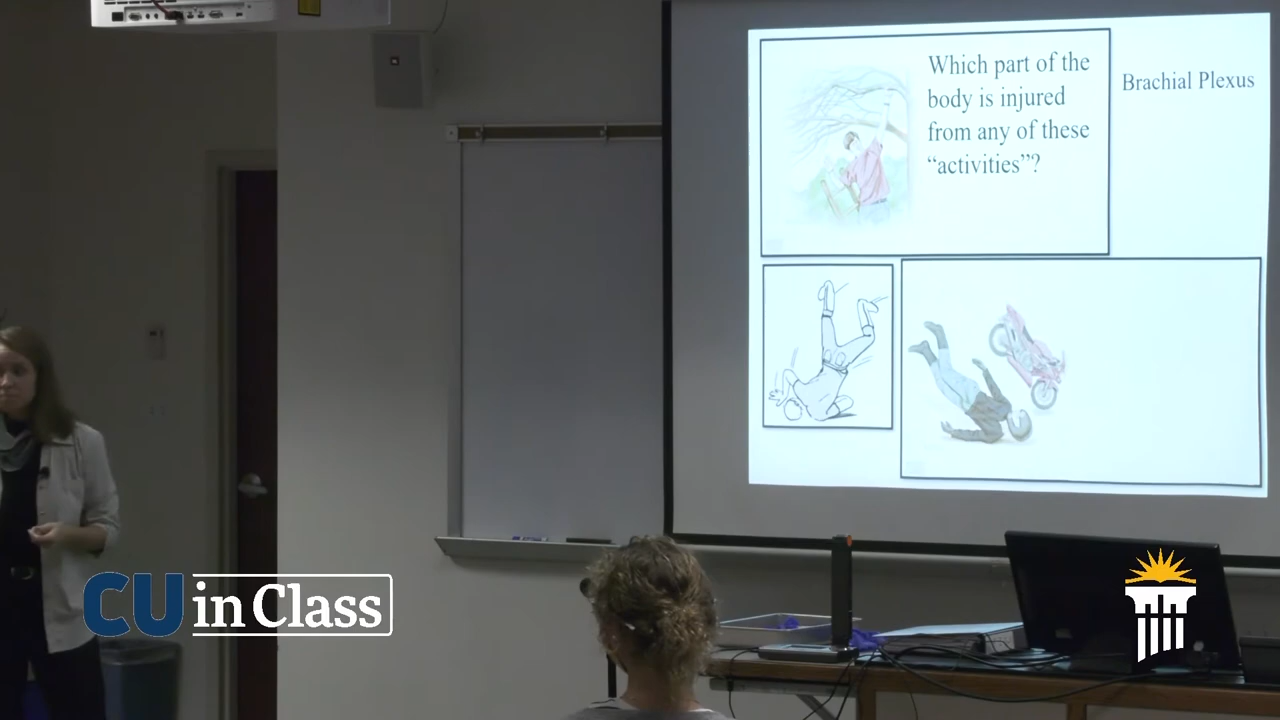 Which part of the
body is injured
from any of these
“activities”?
Brachial Plexus
CU in Class